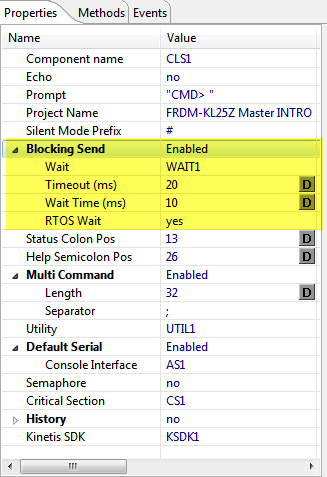 Properties Methods Events
Name Value
Component name CLS1
Echo no
Prompt "CMD> "
Project Name FRDM-KL25Z Master INTRO
Silent Mode Prefix #
Blocking Send Enabled
Wait WAIT1
Timeout (ms) 20 D
Wait Time (ms) 10 D
RTOS Wait yes
Status Colon Pos 13 D
Help Semicolon Pos 26 D
Multi Command Enabled
Length 32 D
Separator ;
Utility UTIL1
Default Serial Enabled
Console Interface AS1
Semaphore no
Critical Section CS1
History no
Kinetis SDK KSDK1